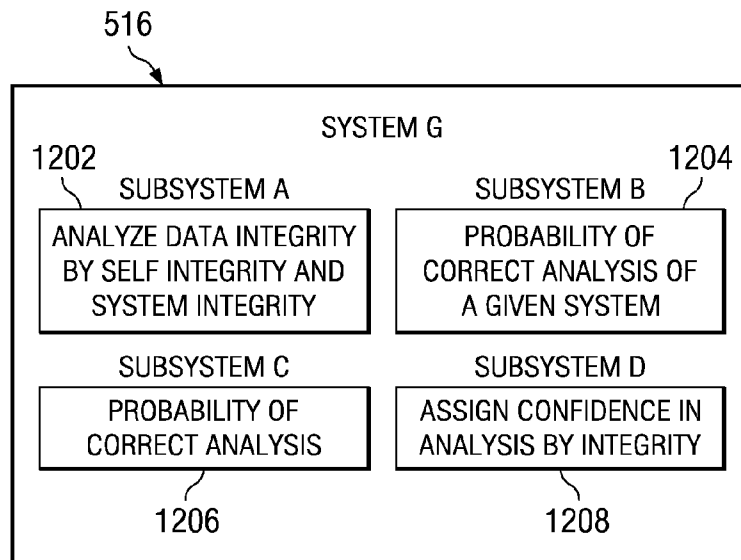 516
SYSTEM G
1202
1204
SUBSYSTEM A
SUBSYSTEM B
ANALYZE DATA INTEGRITY
BY SELF INTEGRITY AND
SYSTEM INTEGRITY
PROBABILITY OF
CORRECT ANALYSIS OF
A GIVEN SYSTEM
SUBSYSTEM C
SUBSYSTEM D
PROBABILITY OF
CORRECT ANALYSIS
ASSIGN CONFIDENCE IN
ANALYSIS BY INTEGRITY
1206
1208